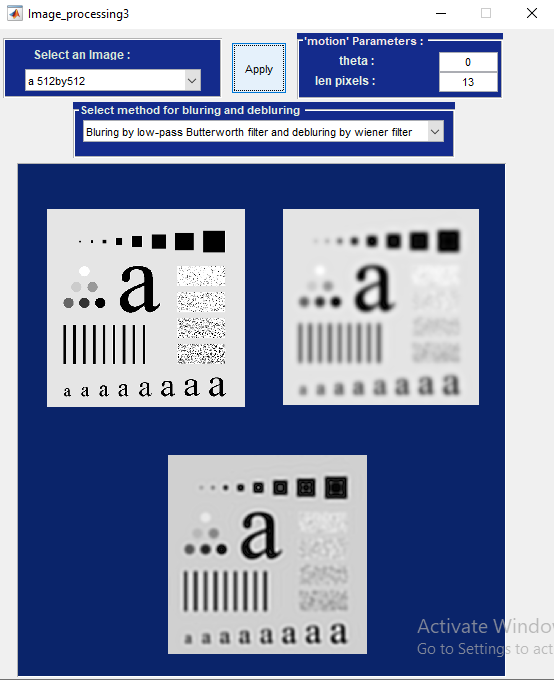 Image_processing3
Select an Image :
a 512by512
Apply
'motion' Parameters :
theta :
0
len pixels :
13
Select method for bluring and debluring
Bluring by low-pass Butterworth filter and debluring by wiener filter
a
a a a a a a a a
a
a a a a a a a a
a
a a a a a a a a
Activate Window
Go to Settings to act